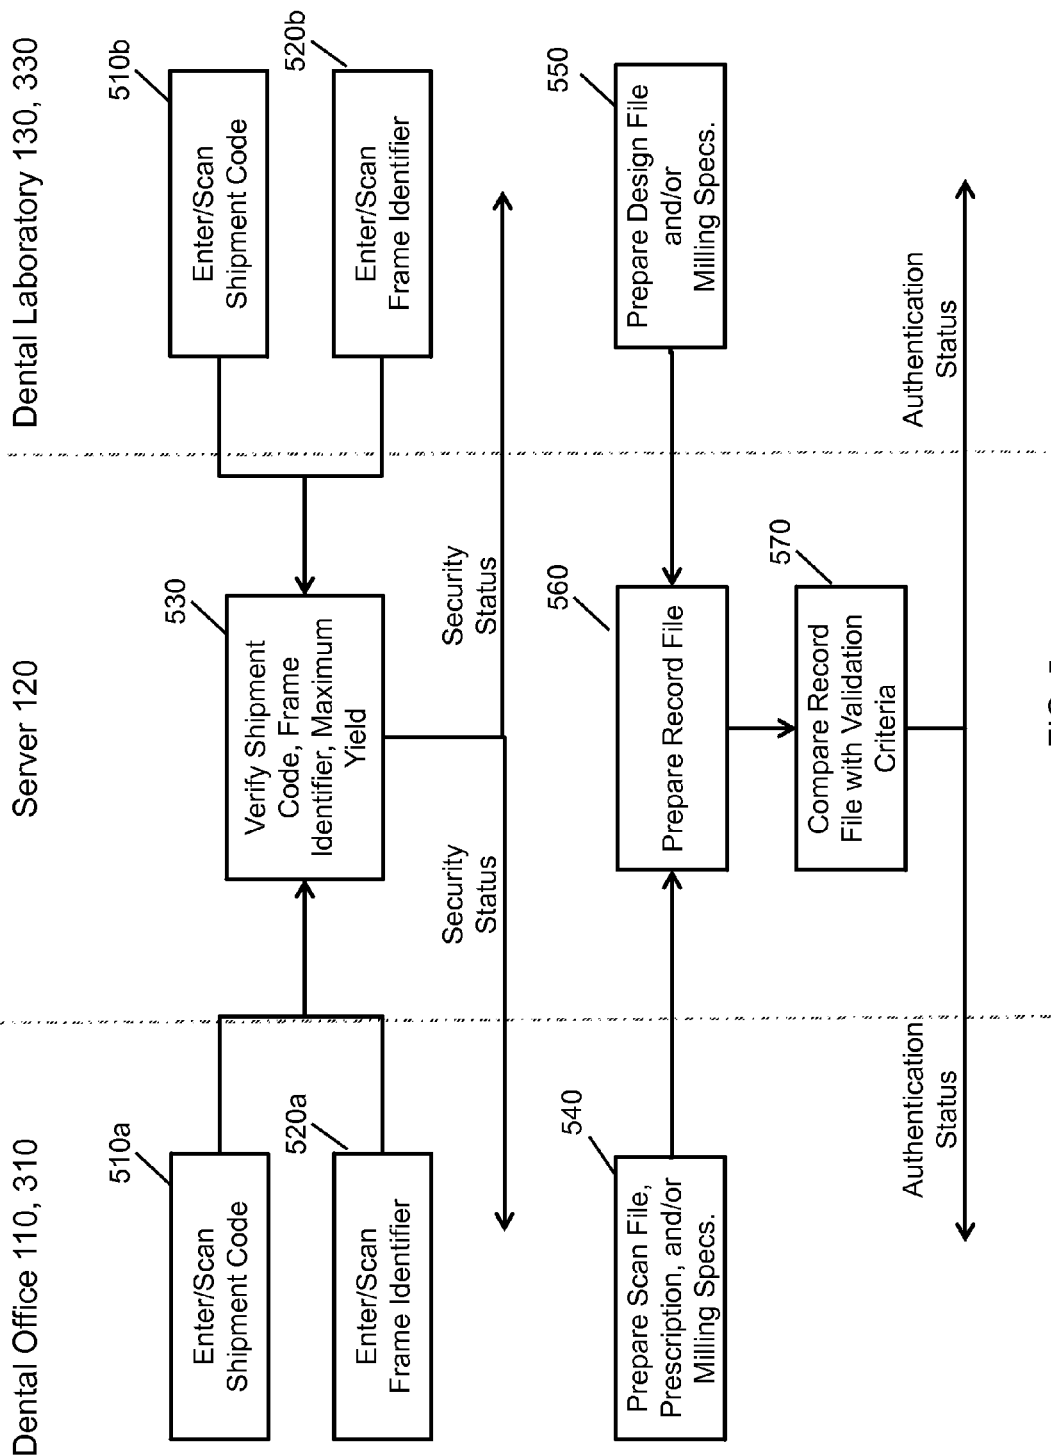 Dental Office 110, 310
Server 120
Dental Laboratory 130, 330
510a
Enter/Scan
Shipment Code
520a
Enter/Scan
Frame Identifier
530
Verify Shipment
Code, Frame
Identifier, Maximum
Yield
510b
Enter/Scan
Shipment Code
520b
Enter/Scan
Frame Identifier
Security
Status
Security
Status
540
Prepare Scan File,
Prescription, and/or
Milling Specs.
560
Prepare Record File
550
Prepare Design File
and/or
Milling Specs.
570
Compare Record
File with Validation
Criteria
Authentication
Status
Authentication
Status